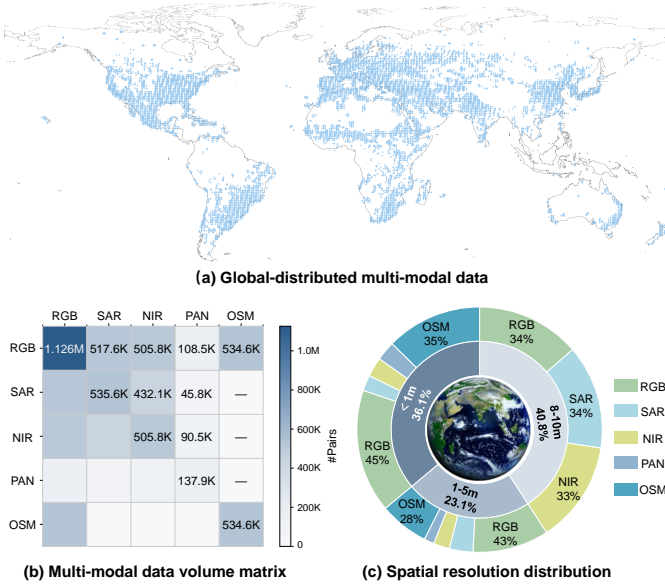 (a) Global-distributed multi-modal data
RGB SAR NIR PAN OSM
RGB 1.126M 517.6K 505.8K 108.5K 534.6K
SAR 535.6K 432.1K 45.8K —
NIR 505.8K 90.5K —
PAN 137.9K —
OSM 534.6K
1.0M
800K
600K
400K
200K
0
#Pairs
(b) Multi-modal data volume matrix
OSM
35%
RGB
34%
SAR
34%
NIR
33%
RGB
43%
OSM
28%
RGB
45%
<1m
36.1%
8-10m
40.8%
1-5m
23.1%
RGB
SAR
NIR
PAN
OSM
(c) Spatial resolution distribution